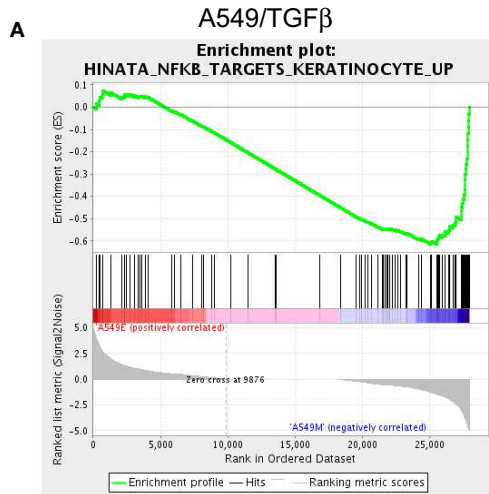 A
A549/TGFβ
Enrichment plot:
HINATA_NFKB_TARGETS_KERATINOCYTE_UP
Enrichment score (ES)
0.1
0.0
-0.1
-0.2
-0.3
-0.4
-0.5
-0.6
'A549E' (positively correlated)
Ranked list metric (Signal2Noise)
5.0
2.5
0.0
-2.5
-5.0
Zero cross at 9876
'A549M' (negatively correlated)
0 5,000 10,000 15,000 20,000 25,000
Rank in Ordered Dataset
Enrichment profile Hits Ranking metric scores